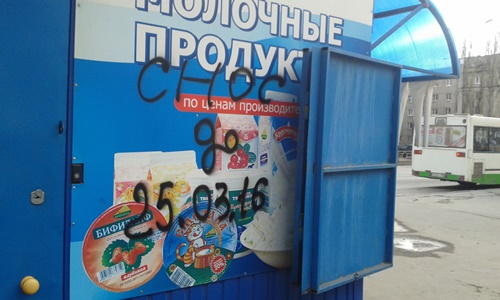 МОЛОЧНЫЕ
ПРОДУК
СНОС
по ценам производите
до
25.03.16
БИФИ